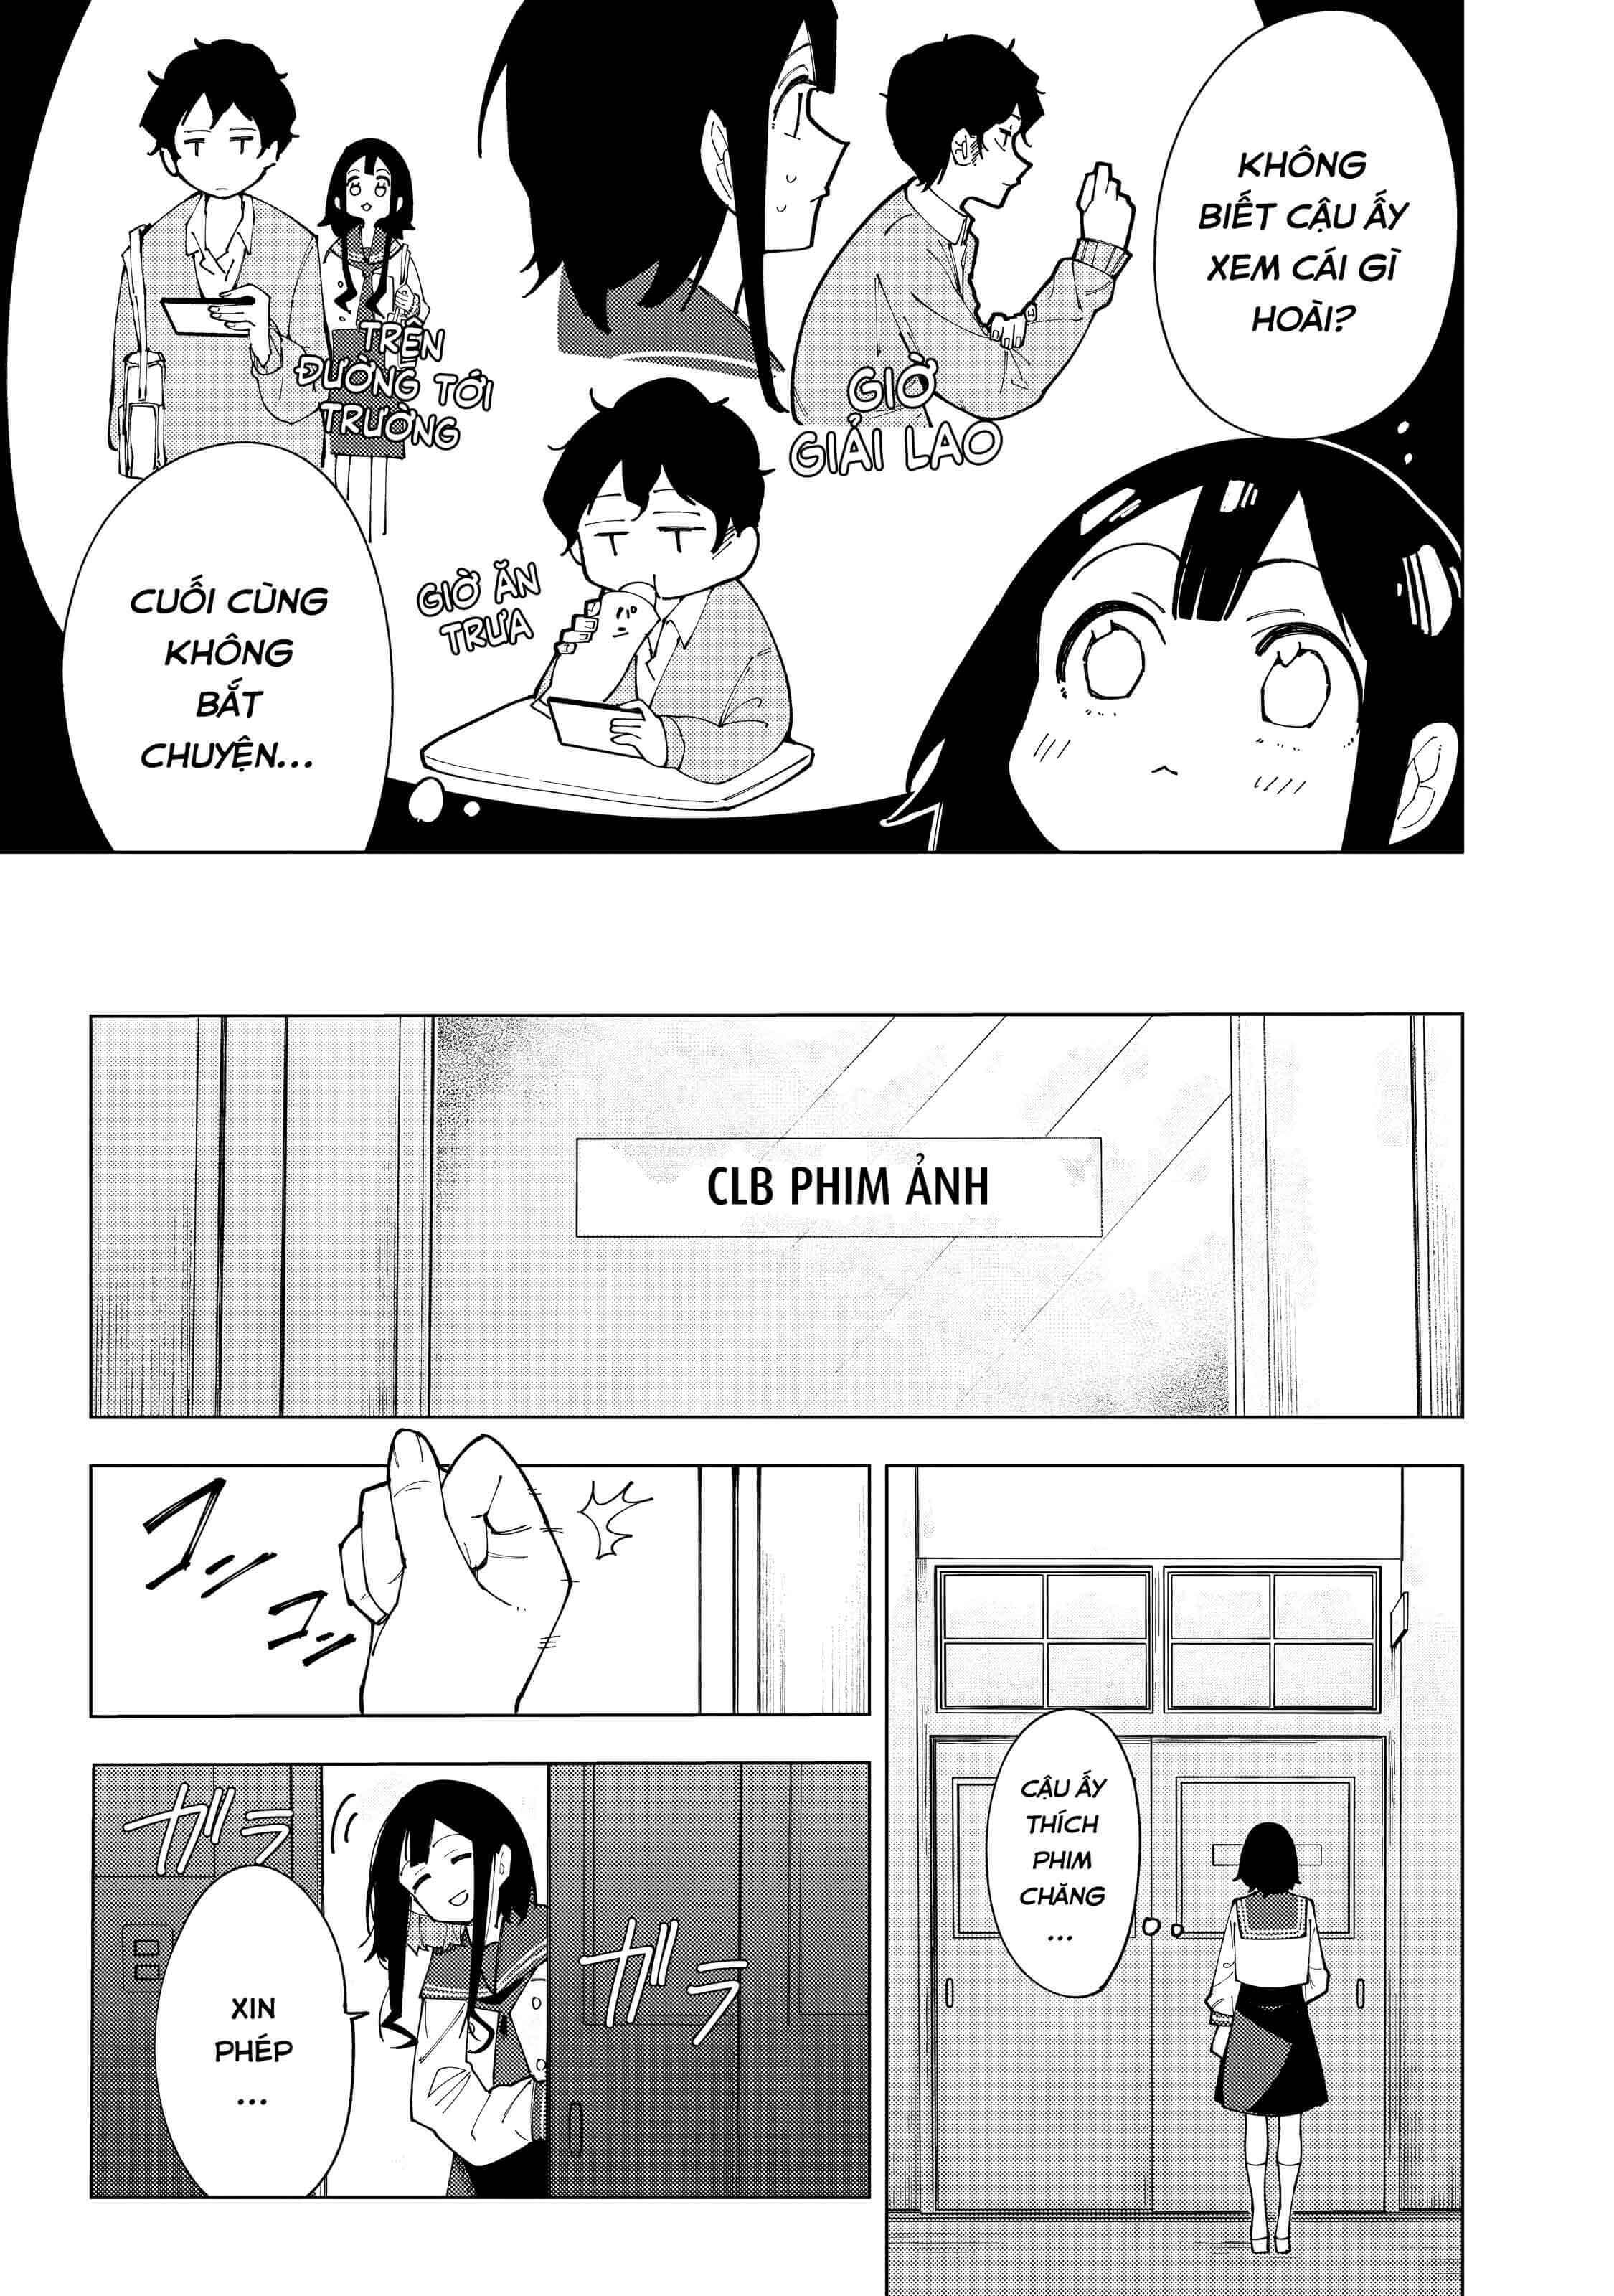 KHÔNG
BIẾT CẬU ẤY
XEM CÁI GÌ
HOÀI?
GIỜ
GIẢI LAO
TRÊN
ĐƯỜNG TỚI
TRƯỜNG
GIỜ ĂN
TRƯA
CUỐI CÙNG
KHÔNG
BẮT
CHUYỆN...
CLB PHIM ẢNH
CẬU ẤY
THÍCH
PHIM
CHĂNG
...
コン
コン
ガラ
ガラ
XIN
PHÉP
...